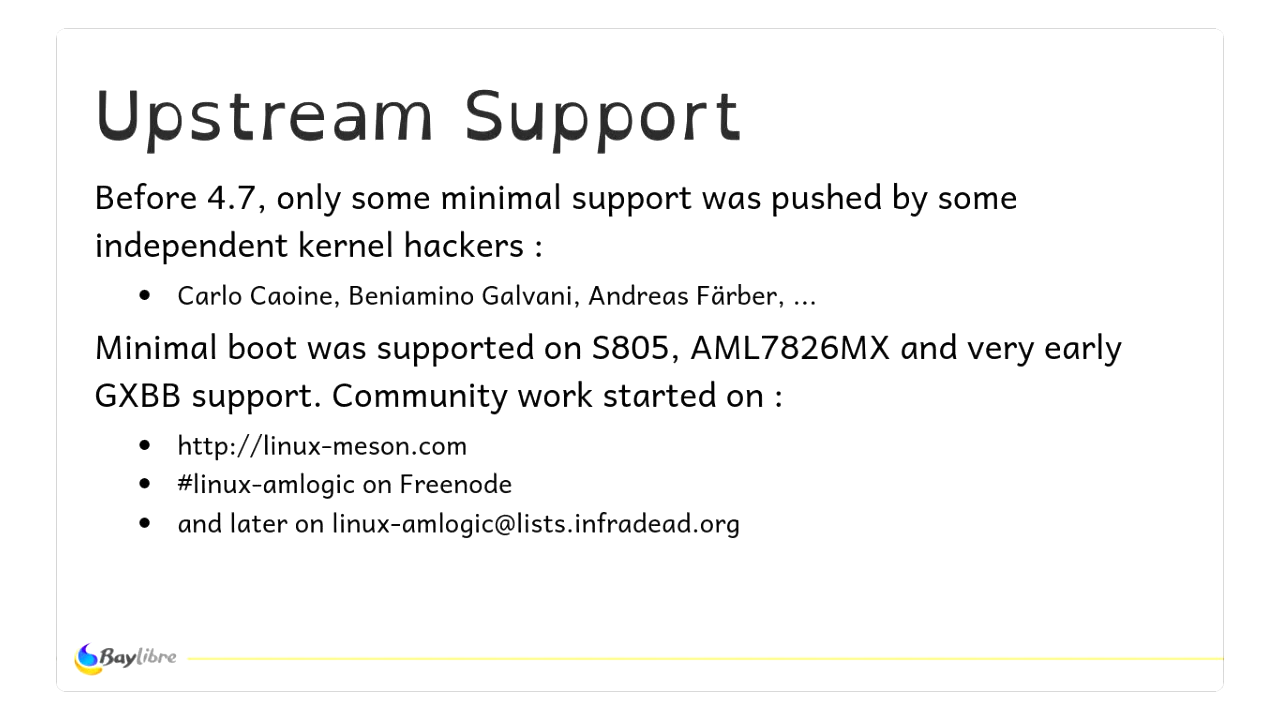 Upstream Support
Before 4.7, only some minimal support was pushed by some
independent kernel hackers :
• Carlo Caoine, Beniamino Galvani, Andreas Färber, ...
Minimal boot was supported on S805, AML7826MX and very early
GXBB support. Community work started on :
• http://linux-meson.com
• #linux-amlogic on Freenode
• and later on linux-amlogic@lists.infradead.org
Baylibre